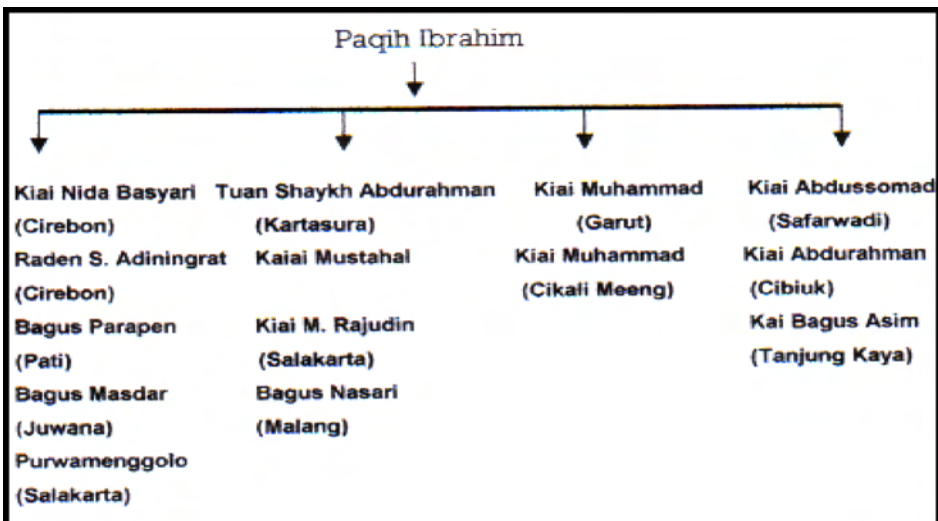 Paqih Ibrahim
Kiai Nida Basyari
(Cirebon)
Raden S. Adiningrat
(Cirebon)
Bagus Parapen
(Pati)
Bagus Masdar
(Juwana)
Purwamenggolo
(Salakarta)
Tuan Shaykh Abdurahman
(Kartasura)
Kaiai Mustahal
Kiai M. Rajudin
(Salakarta)
Bagus Nasari
(Malang)
Kiai Muhammad
(Garut)
Kiai Muhammad
(Cikali Meeng)
Kiai Abdussomad
(Safarwadi)
Kiai Abdurahman
(Cibiuk)
Kai Bagus Asim
(Tanjung Kaya)